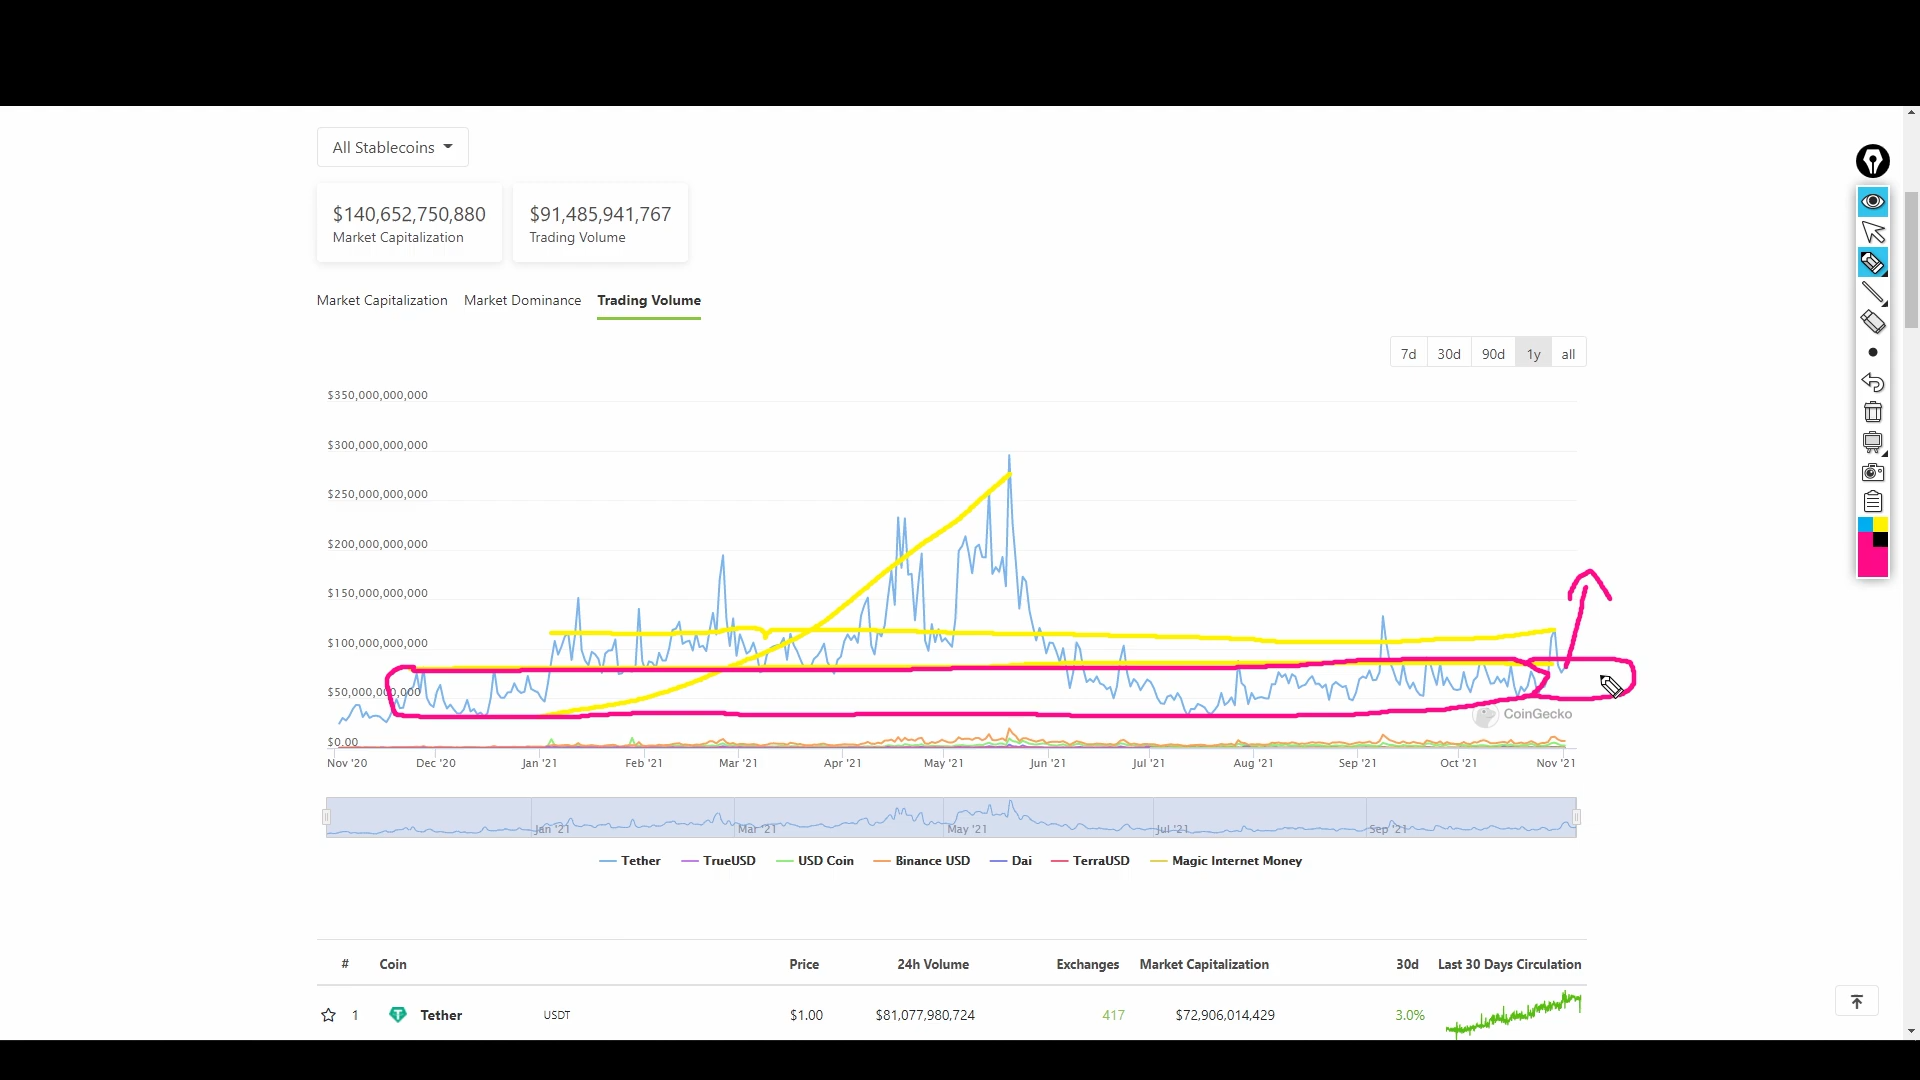 All Stablecoins
$140,652,750,880 $91,485,941,767
Market Capitalization Trading Volume
Market Capitalization Market Dominance Trading Volume
7d 30d 90d 1y all
$350,000,000,000
$300,000,000,000
$250,000,000,000
$200,000,000,000
$150,000,000,000
$100,000,000,000
$50,000,000,000
CoinGecko
$0.00
Nov '20 Dec '20 Jan '21 Feb '21 Mar '21 Apr '21 May '21 Jun '21 Jul '21 Aug '21 Sep '21 Oct '21 Nov '21
Jan '21 Mar '21 May '21 Jul '21 Sep '21
Tether TrueUSD USD Coin Binance USD Dai TerraUSD Magic Internet Money
# Coin Price 24h Volume Exchanges Market Capitalization 30d Last 30 Days Circulation
1 Tether USDT $1.00 $81,077,980,724 417 $72,906,014,429 3.0%